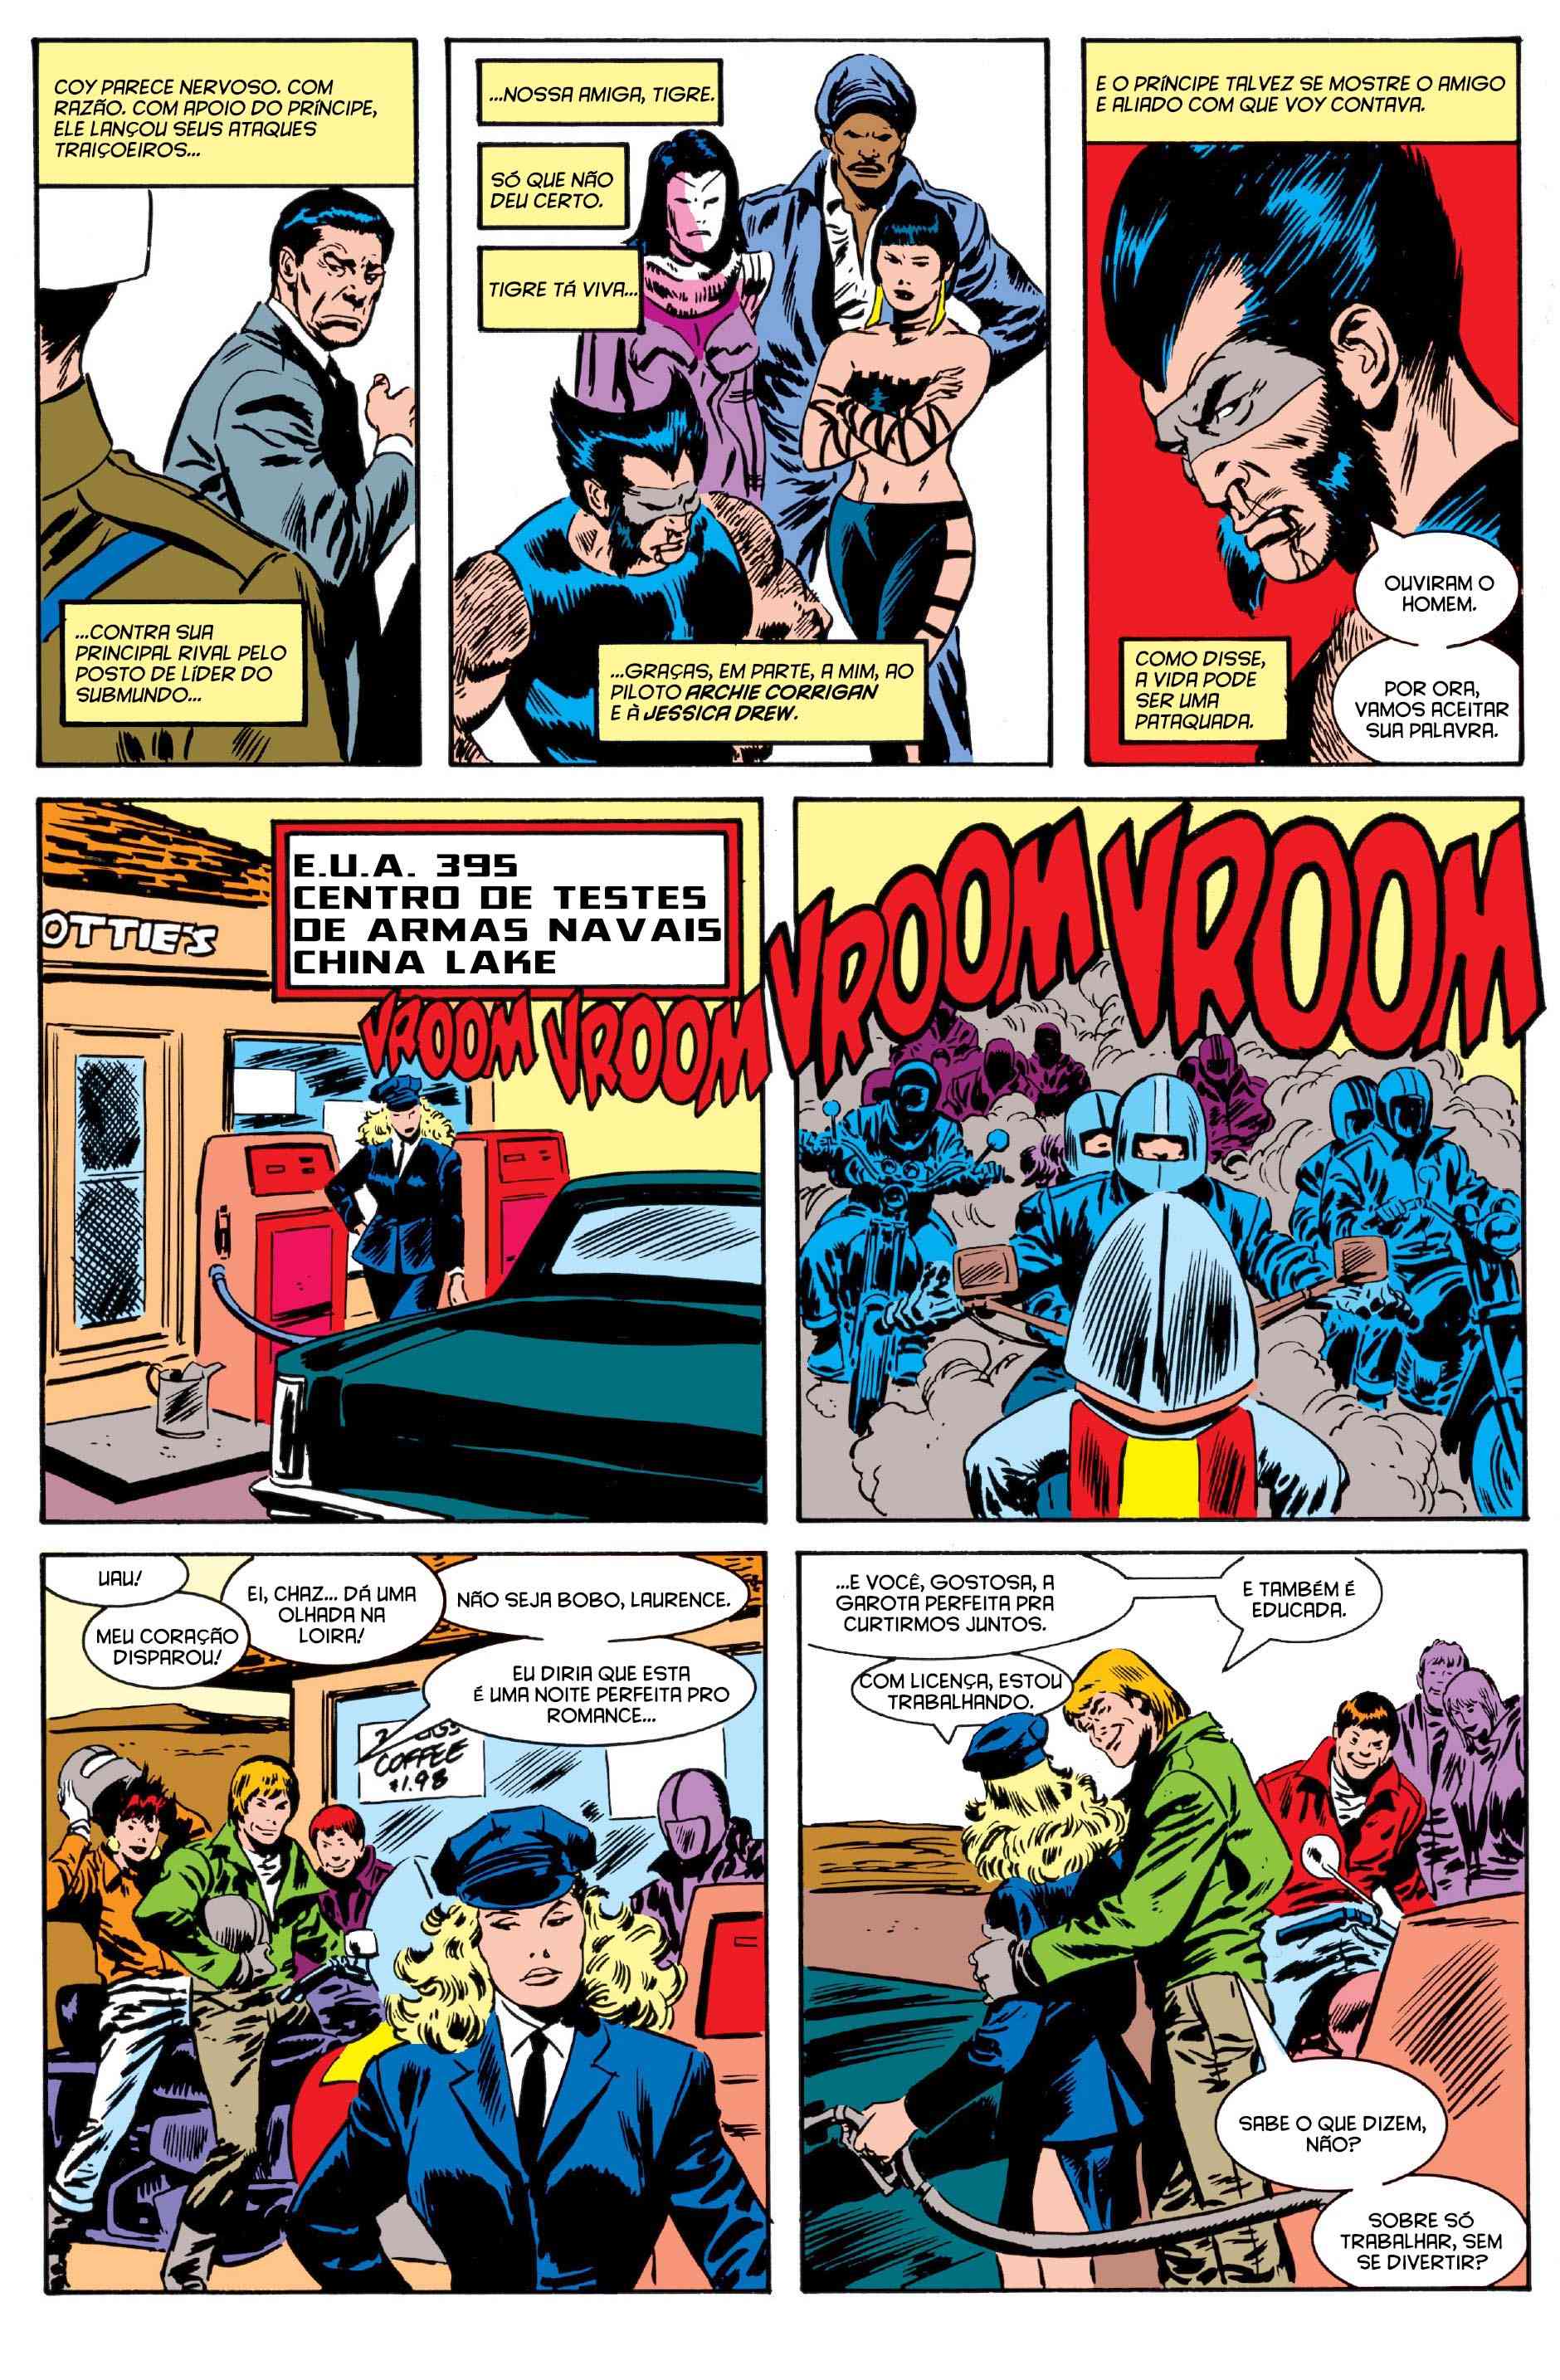 COY PARECE NERVOSO. COM
RAZÃO. COM APOIO DO PRÍNCIPE,
ELE LANÇOU SEUS ATAQUES
TRAIÇOEIROS...
...CONTRA SUA
PRINCIPAL RIVAL PELO
POSTO DE LÍDER DO
SUBMUNDO...
...NOSSA AMIGA, TIGRE.
SÓ QUE NÃO
DEU CERTO.
TIGRE TÁ VIVA...
...GRAÇAS, EM PARTE, A MIM, AO
PILOTO ARCHIE CORRIGAN
E À JESSICA DREW.
E O PRÍNCIPE TALVEZ SE MOSTRE O AMIGO
E ALIADO COM QUE VOY CONTAVA.
OUVIRAM O
HOMEM.
POR ORA,
VAMOS ACEITAR
SUA PALAVRA.
COMO DISSE,
A VIDA PODE
SER UMA
PATAQUADA.
E.U.A. 395
CENTRO DE TESTES
DE ARMAS NAVAIS
CHINA LAKE
OTTIE'S
VROOM VROOM
VROOM VROOM
UAU!
MEU CORAÇÃO
DISPAROU!
EI, CHAZ... DÁ UMA
OLHADA NA
LOIRA!
NÃO SEJA BOBO, LAURENCE.
EU DIRIA QUE ESTA
É UMA NOITE PERFEITA PRO
ROMANCE...
2
COFFEE
$1.98
...E VOCÊ, GOSTOSA, A
GAROTA PERFEITA PRA
CURTIRMOS JUNTOS.
COM LICENÇA, ESTOU
TRABALHANDO.
E TAMBÉM É
EDUCADA.
SABE O QUE DIZEM,
NÃO?
SOBRE SÓ
TRABALHAR, SEM
SE DIVERTIR?